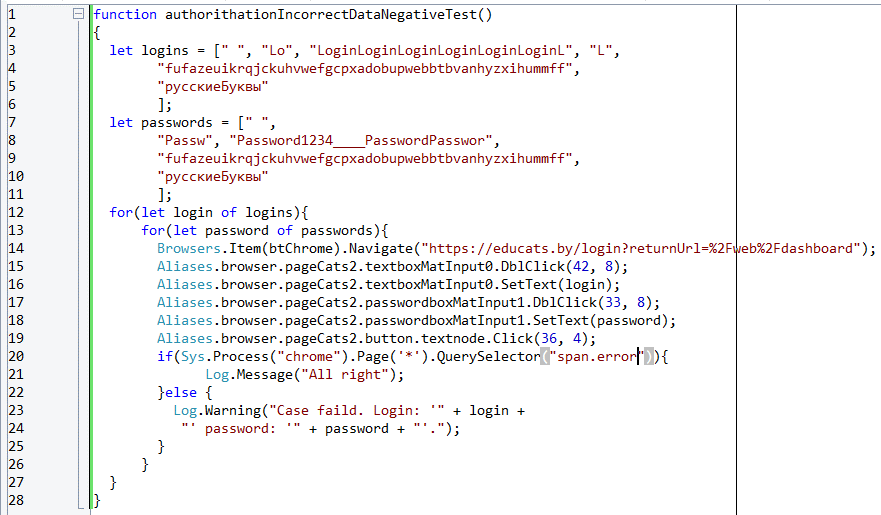 1 function authorithationIncorrectDataNegativeTest()
2 {
3 let logins = [" ", "Lo", "LoginLoginLoginLoginLoginLoginL", "L",
4 "fufazeuikrqjckuhvwefgcpxadobupwebbtbvanhyzxihummff",
5 "русскиеБуквы"
6 ];
7 let passwords = [" ",
8 "Passw", "Password1234____PasswordPasswor",
9 "fufazeuikrqjckuhvwefgcpxadobupwebbtbvanhyzxihummff",
10 "русскиеБуквы"
11 ];
12 for(let login of logins){
13 for(let password of passwords){
14 Browsers.Item(btChrome).Navigate("https://educats.by/login?returnUrl=%2Fweb%2Fdashboard");
15 Aliases.browser.pageCats2.textboxMatInput0.DblClick(42, 8);
16 Aliases.browser.pageCats2.textboxMatInput0.SetText(login);
17 Aliases.browser.pageCats2.passwordboxMatInput1.DblClick(33, 8);
18 Aliases.browser.pageCats2.passwordboxMatInput1.SetText(password);
19 Aliases.browser.pageCats2.button.textnode.Click(36, 4);
20 if(Sys.Process("chrome").Page('*').QuerySelector("span.error")){
21 Log.Message("All right");
22 }else {
23 Log.Warning("Case faild. Login: '" + login +
24 "' password: '" + password + "'.");
25 }
26 }
27 }
28 }